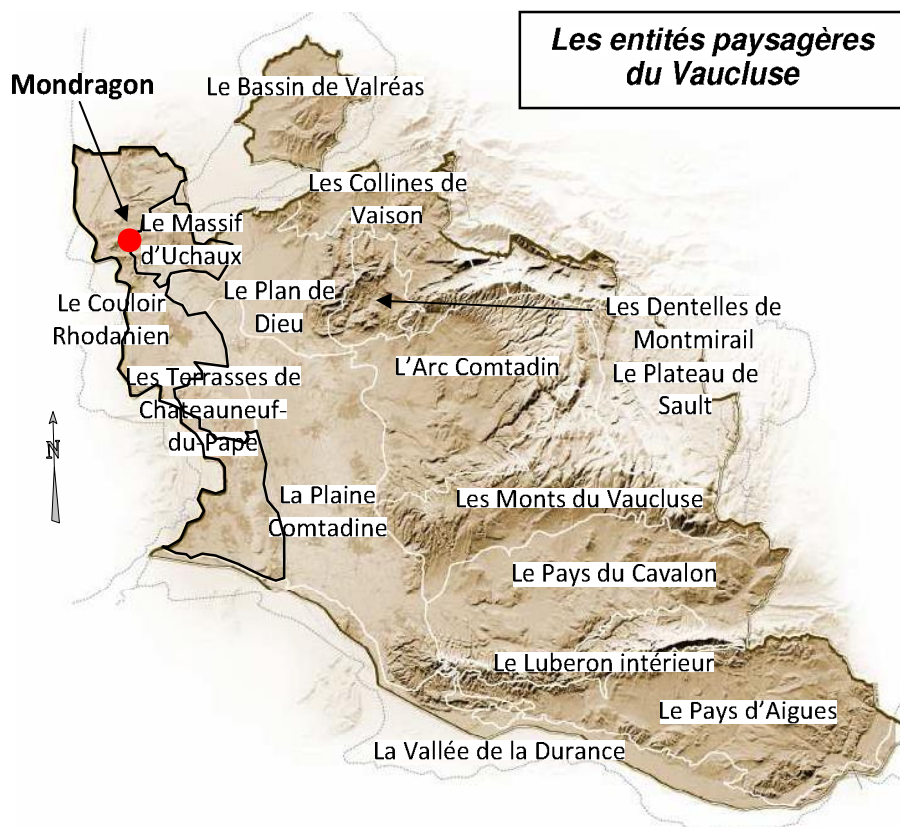 Les entités paysagères
du Vaucluse
Mondragon
Le Bassin de Valréas
Les Collines de
Vaison
Le Massif
d'Uchaux
Le Couloir
Rhodanien
Le Plan de
Dieu
Les Dentelles de
Montmirail
L'Arc Comtadin
Le Plateau de
Sault
Les Terrasses de
Chateauneuf-
du-Pape
N
La Plaine
Comtadine
Les Monts du Vaucluse
Le Pays du Cavalon
Le Luberon intérieur
Le Pays d'Aigues
La Vallée de la Durance